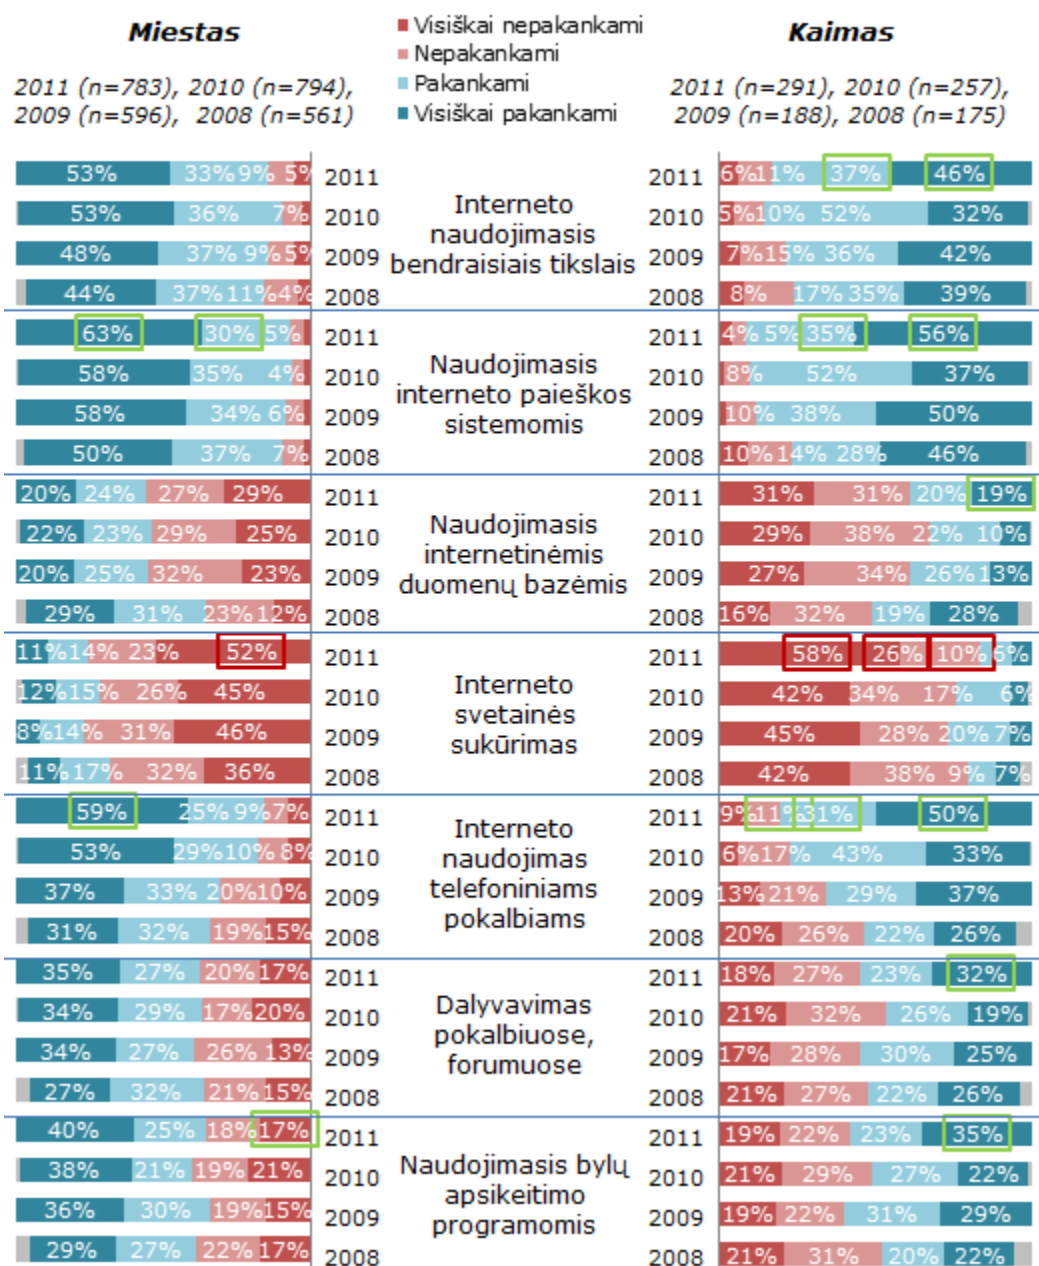 Miestas
2011 (n=783), 2010 (n=794),
2009 (n=596), 2008 (n=561)
Visiškai nepakankami
Nepakankami
Pakankami
Visiškai pakankami
Kaimas
2011 (n=291), 2010 (n=257),
2009 (n=188), 2008 (n=175)
Interneto
naudojimasis
bendraisiais tikslais
53% 33% 9% 5% 2011 2011 6% 11% 37% 46%
53% 36% 7% 2010 2010 5% 10% 52% 32%
48% 37% 9% 5% 2009 2009 7% 15% 36% 42%
44% 37% 11% 4% 2008 2008 8% 17% 35% 39%
Naudojimasis
interneto paieškos
sistemomis
63% 30% 5% 2011 2011 4% 5% 35% 56%
58% 35% 4% 2010 2010 8% 52% 37%
58% 34% 6% 2009 2009 10% 38% 50%
50% 37% 7% 2008 2008 10% 14% 28% 46%
Naudojimasis
internetinėmis
duomenų bazėmis
20% 24% 27% 29% 2011 2011 31% 31% 20% 19%
22% 23% 29% 25% 2010 2010 29% 38% 22% 10%
20% 25% 32% 23% 2009 2009 27% 34% 26% 13%
29% 31% 23% 12% 2008 2008 16% 32% 19% 28%
Interneto
svetainės
sukūrimas
11% 14% 23% 52% 2011 2011 58% 26% 10% 6%
12% 15% 26% 45% 2010 2010 42% 34% 17% 6%
8% 14% 31% 46% 2009 2009 45% 28% 20% 7%
11% 17% 32% 36% 2008 2008 42% 38% 9% 7%
Interneto
naudojimas
telefoniniams
pokalbiams
59% 25% 9% 7% 2011 2011 9% 11% 31% 50%
53% 29% 10% 8% 2010 2010 6% 17% 43% 33%
37% 33% 20% 10% 2009 2009 13% 21% 29% 37%
31% 32% 19% 15% 2008 2008 20% 26% 22% 26%
Dalyvavimas
pokalbiuose,
forumuose
35% 27% 20% 17% 2011 2011 18% 27% 23% 32%
34% 29% 17% 20% 2010 2010 21% 32% 26% 19%
34% 27% 26% 13% 2009 2009 17% 28% 30% 25%
27% 32% 21% 15% 2008 2008 21% 27% 22% 26%
Naudojimasis bylų
apsikeitimo
programomis
40% 25% 18% 17% 2011 2011 19% 22% 23% 35%
38% 21% 19% 21% 2010 2010 21% 29% 27% 22%
36% 30% 19% 15% 2009 2009 19% 22% 31% 29%
29% 27% 22% 17% 2008 2008 21% 31% 20% 22%